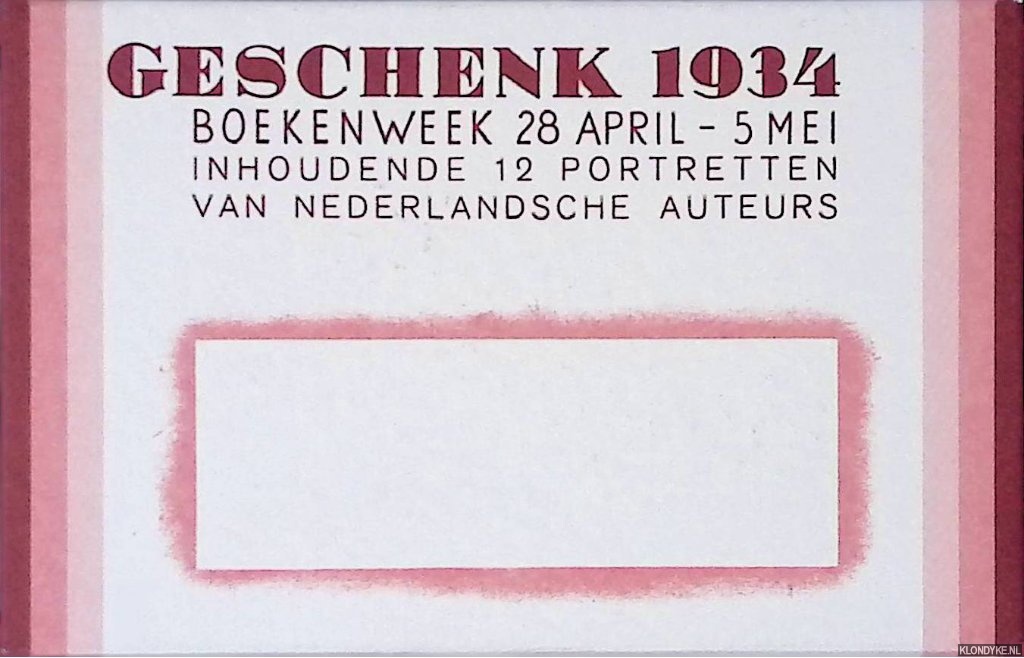 GESCHENK 1934
BOEKENWEEK 28 APRIL - 5 MEI
INHOUDENDE 12 PORTRETTEN
VAN NEDERLANDSCHE AUTEURS
KLONDYKE.NL